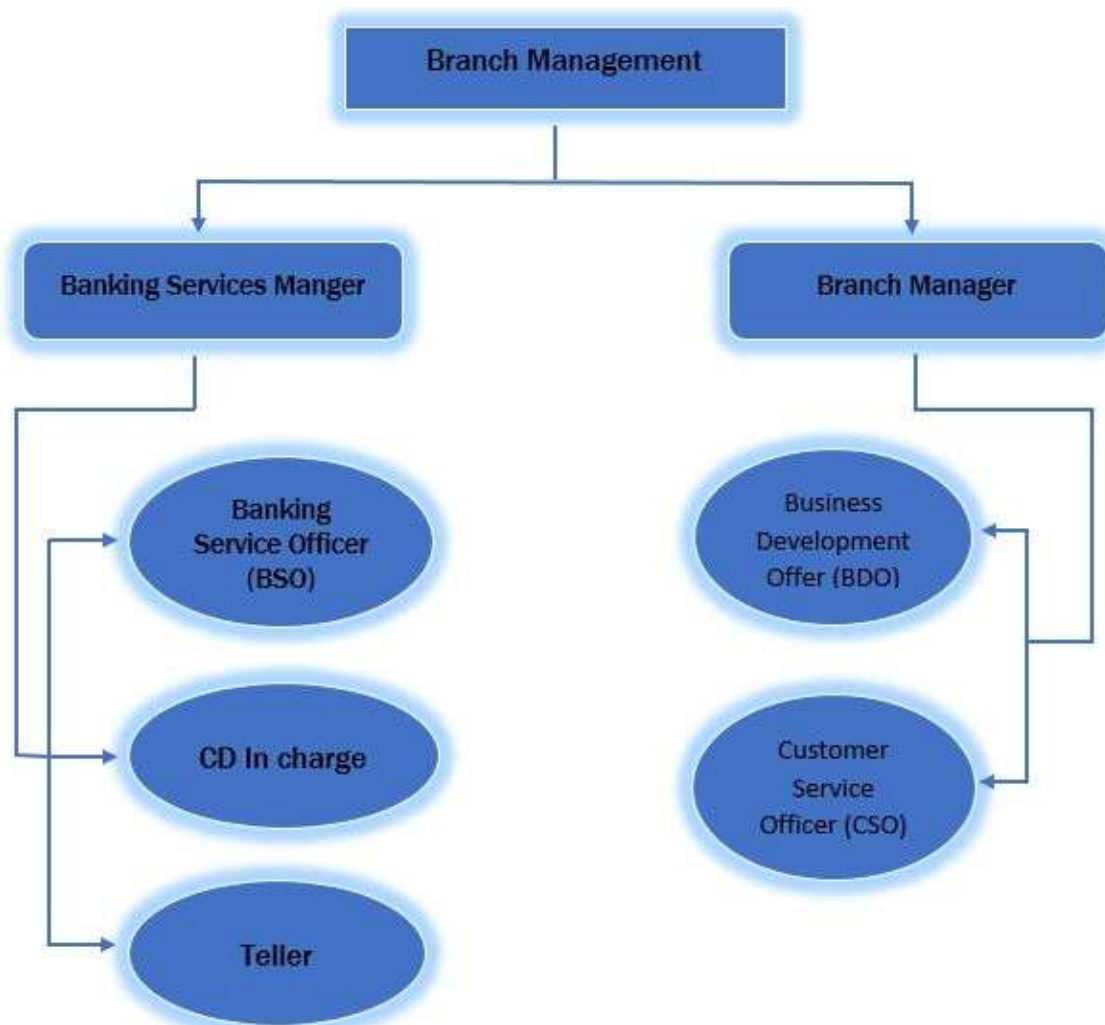 Branch Management
Banking Services Manger
Branch Manager
Banking
Service Officer
(BSO)
Business
Development
Offer (BDO)
CD In charge
Customer
Service
Officer (CSO)
Teller